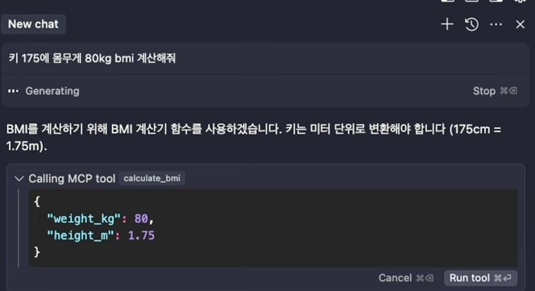 New chat
키 175에 몸무게 80kg bmi 계산해줘
Generating
Stop ⌘⌫
BMI를 계산하기 위해 BMI 계산기 함수를 사용하겠습니다. 키는 미터 단위로 변환해야 합니다 (175cm =
1.75m).
Calling MCP tool calculate_bmi
{
"weight_kg": 80,
"height_m": 1.75
}
Cancel ⌘⌫ Run tool ⌘⏎